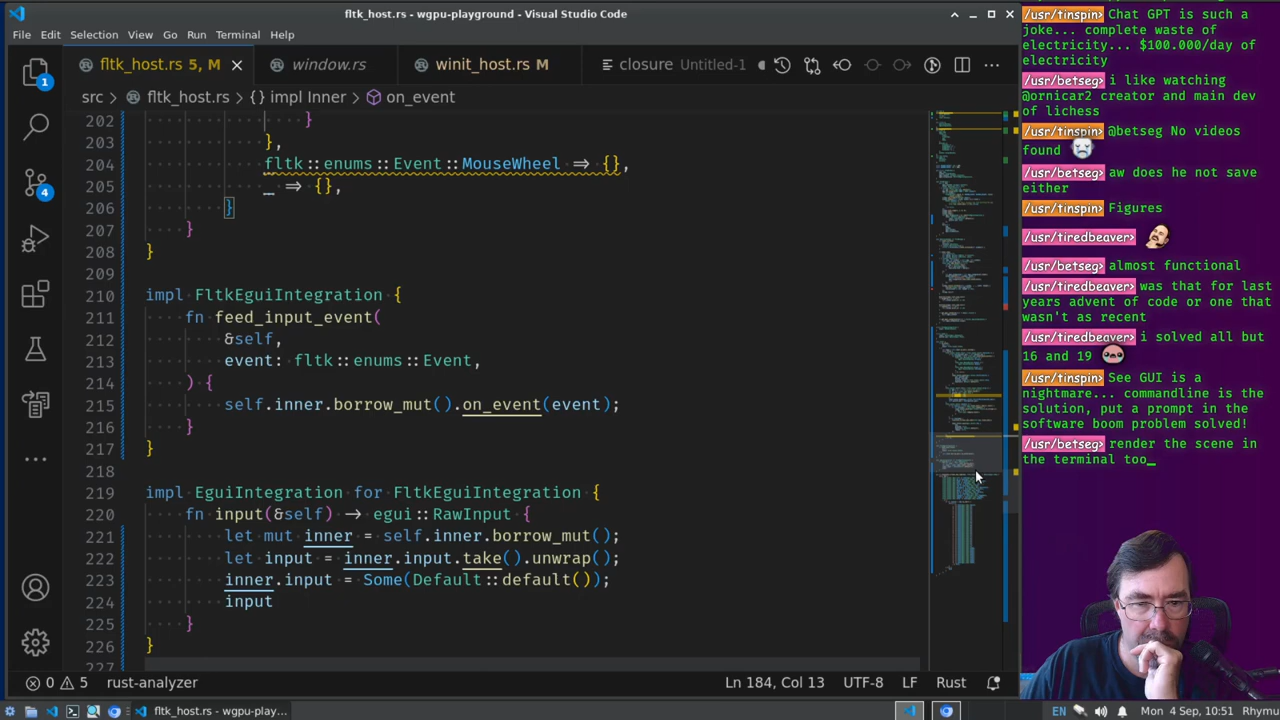 fltk_host.rs - wgpu-playground - Visual Studio Code
File Edit Selection View Go Run Terminal Help
fltk_host.rs 5, M
window.rs
winit_host.rs M
closure Untitled-1
src > fltk_host.rs > {} impl Inner > on_event
202 }
203 },
204 fltk::enums::Event::MouseWheel => {},
205 _ => {},
206 }
207 }
208 }
209
210 impl FltkEguiIntegration {
211 fn feed_input_event(
212 &self,
213 event: fltk::enums::Event,
214 ) {
215 self.inner.borrow_mut().on_event(event);
216 }
217 }
218
219 impl EguiIntegration for FltkEguiIntegration {
220 fn input(&self) -> egui::RawInput {
221 let mut inner = self.inner.borrow_mut();
222 let input = inner.input.take().unwrap();
223 inner.input = Some(Default::default());
224 input
225 }
226 }
227
1
4
0 5 rust-analyzer
Ln 184, Col 13 UTF-8 LF Rust
fltk_host.rs - wgpu-play...
EN Mon 4 Sep, 10:51 Rhymu
/usr/tinspin> Chat GPT is such a
joke... complete waste of
electricity... $100.000/day of
electricity
/usr/betseg> i like watching
@ornicar2 creator and main dev
of lichess
/usr/tinspin> @betseg No videos
found
/usr/betseg> aw does he not save
either
/usr/tinspin> Figures
/usr/tiredbeaver>
/usr/betseg> almost functional
/usr/tiredbeaver> was that for last
years advent of code or one that
wasn't as recent
/usr/tiredbeaver> i solved all but
16 and 19
/usr/tinspin> See GUI is a
nightmare... commandline is the
solution, put a prompt in the
software boom problem solved!
/usr/betseg> render the scene in
the terminal too_